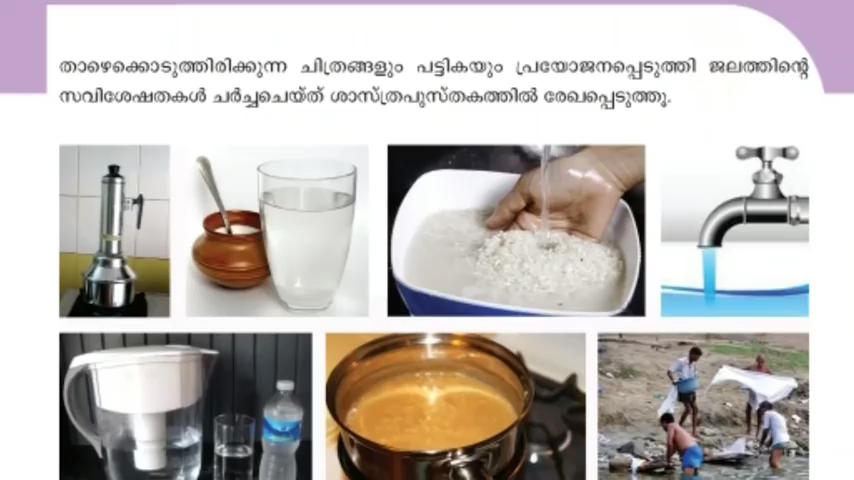 താഴെക്കൊടുത്തിരിക്കുന്ന ചിത്രങ്ങളും പട്ടികയും പ്രയോജനപ്പെടുത്തി ജലത്തിന്റെ
സവിശേഷതകൾ ചർച്ചചെയ്ത് ശാസ്ത്രപുസ്തകത്തിൽ രേഖപ്പെടുത്തൂ.